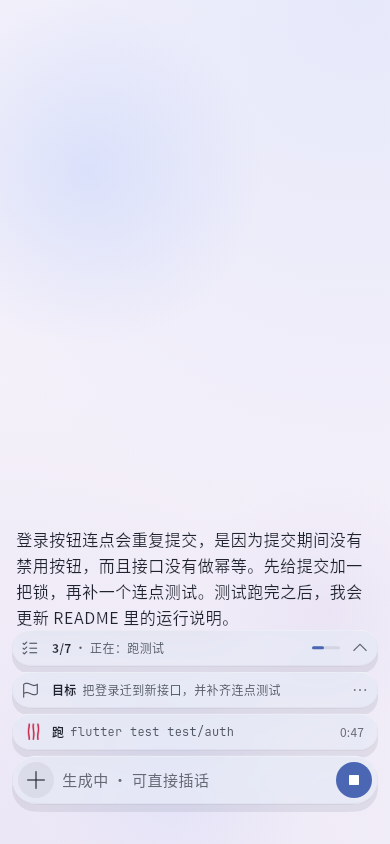 登录按钮连点会重复提交，是因为提交期间没有
禁用按钮，而且接口没有做幂等。先给提交加一
把锁，再补一个连点测试。测试跑完之后，我会
更新 README 里的运行说明。
3/7 · 正在：跑测试
目标 把登录迁到新接口，并补齐连点测试 ···
跑 flutter test test/auth 0:47
生成中 · 可直接插话